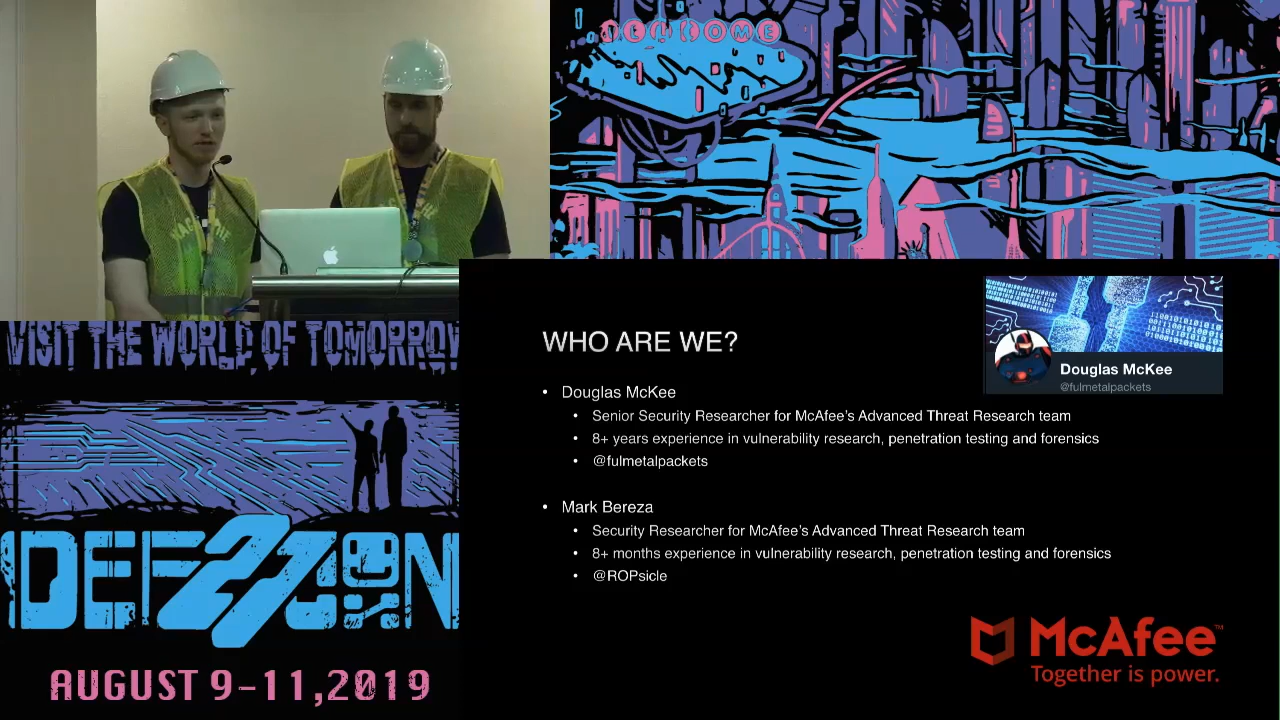 WELCOME
VISIT THE WORLD OF TOMORROW
DEF CON 27
AUGUST 9-11,2019
WHO ARE WE?
Douglas McKee
@fulmetalpackets
• Douglas McKee
• Senior Security Researcher for McAfee's Advanced Threat Research team
• 8+ years experience in vulnerability research, penetration testing and forensics
• @fulmetalpackets
• Mark Bereza
• Security Researcher for McAfee's Advanced Threat Research team
• 8+ months experience in vulnerability research, penetration testing and forensics
• @ROPsicle
McAfee™
Together is power.